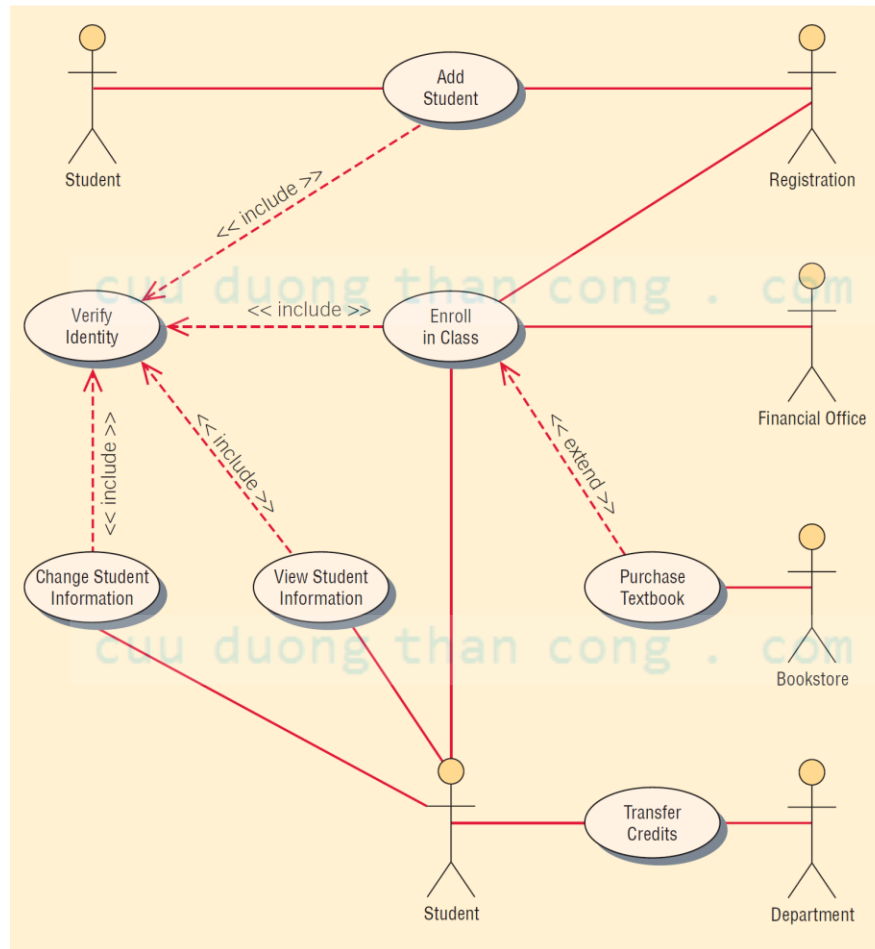 Add
Student
Student
Registration
<< include >>
cuu duong than cong . com
Verify
Identity
<< include >>
Enroll
in Class
Financial Office
<< include >>
<< include >>
<< extend >>
Change Student
Information
View Student
Information
Purchase
Textbook
cuu duong than cong . com
Bookstore
Transfer
Credits
Student
Department